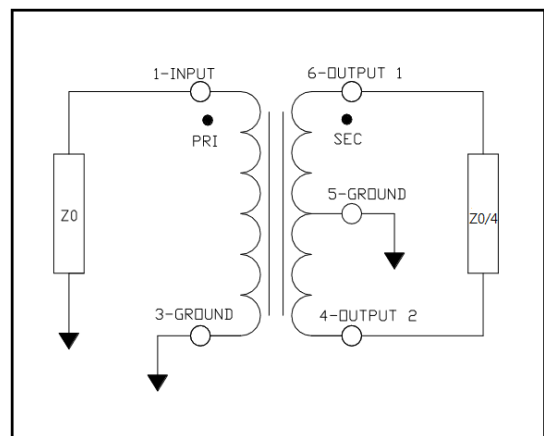 1-INPUT
6-OUTPUT 1
PRI
SEC
5-GROUND
Z0
Z0/4
3-GROUND
4-OUTPUT 2